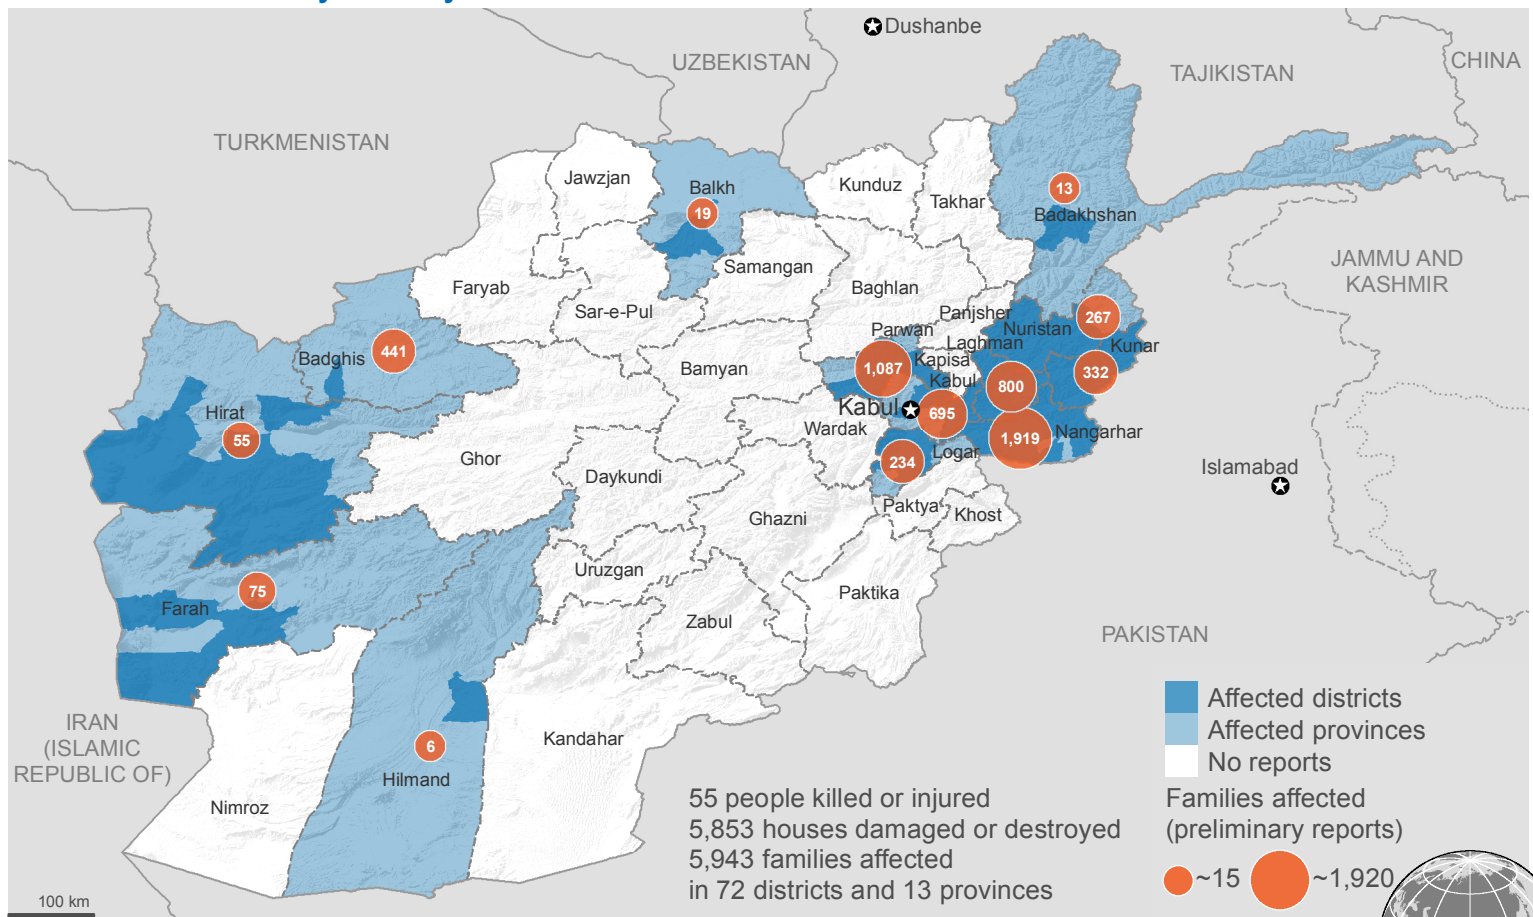 Dushanbe
UZBEKISTAN
TAJIKISTAN
CHINA
TURKMENISTAN
Jawzjan
Balkh
19
Kunduz
Takhar
13
Badakhshan
JAMMU AND
KASHMIR
Faryab
Samangan
Baghlan
Sar-e-Pul
Panjsher
Nuristan
267
Parwan
Laghman
Kunar
Badghis
441
Bamyan
1,087
Kapisa
Kabul
800
332
Hirat
55
Kabul
695
Wardak
1,919
Nangarhar
Ghor
234
Logar
Islamabad
Daykundi
Paktya
Khost
Ghazni
Uruzgan
Paktika
75
Farah
Zabul
PAKISTAN
IRAN
(ISLAMIC
REPUBLIC OF)
6
Hilmand
Kandahar
Nimroz
55 people killed or injured
5,853 houses damaged or destroyed
5,943 families affected
in 72 districts and 13 provinces
Affected districts
Affected provinces
No reports
Families affected
(preliminary reports)
~15
~1,920
100 km